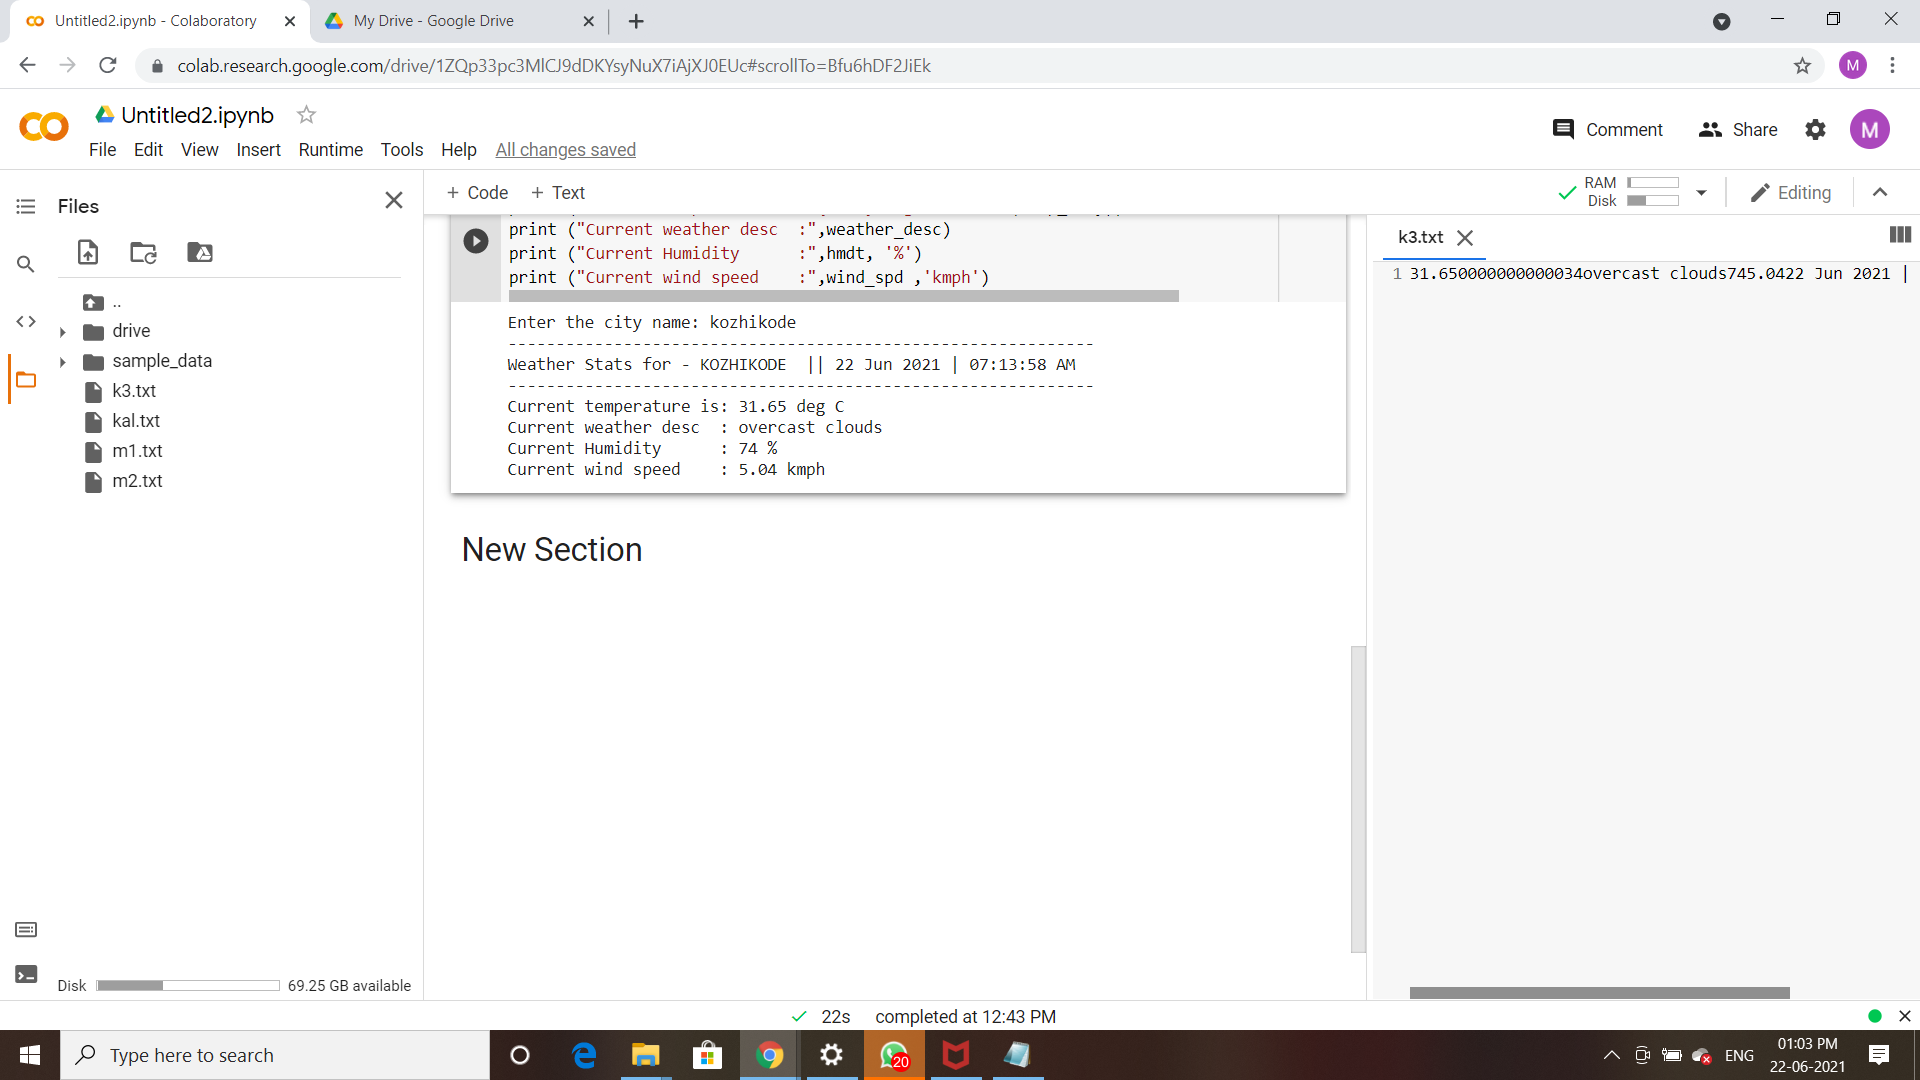 Untitled2.ipynb - Colaboratory
My Drive - Google Drive
colab.research.google.com/drive/1ZQp33pc3MlCJ9dDKYsyNuX7iAjXJ0EUc#scrollTo=Bfu6hDF2JiEk
M
Untitled2.ipynb
Comment
Share
M
File Edit View Insert Runtime Tools Help All changes saved
Files
+ Code + Text
RAM
Disk
Editing
..
drive
sample_data
k3.txt
kal.txt
m1.txt
m2.txt
Disk 69.25 GB available
print ("Current weather desc  :",weather_desc)
print ("Current Humidity      :",hmdt, '%')
print ("Current wind speed    :",wind_spd ,'kmph')
Enter the city name: kozhikode
-------------------------------------------------------------
Weather Stats for - KOZHIKODE  || 22 Jun 2021 | 07:13:58 AM
-------------------------------------------------------------
Current temperature is: 31.65 deg C
Current weather desc  : overcast clouds
Current Humidity      : 74 %
Current wind speed    : 5.04 kmph
New Section
k3.txt
1 31.650000000000034overcast clouds745.0422 Jun 2021 |
22s completed at 12:43 PM
Type here to search
20
ENG
01:03 PM
22-06-2021